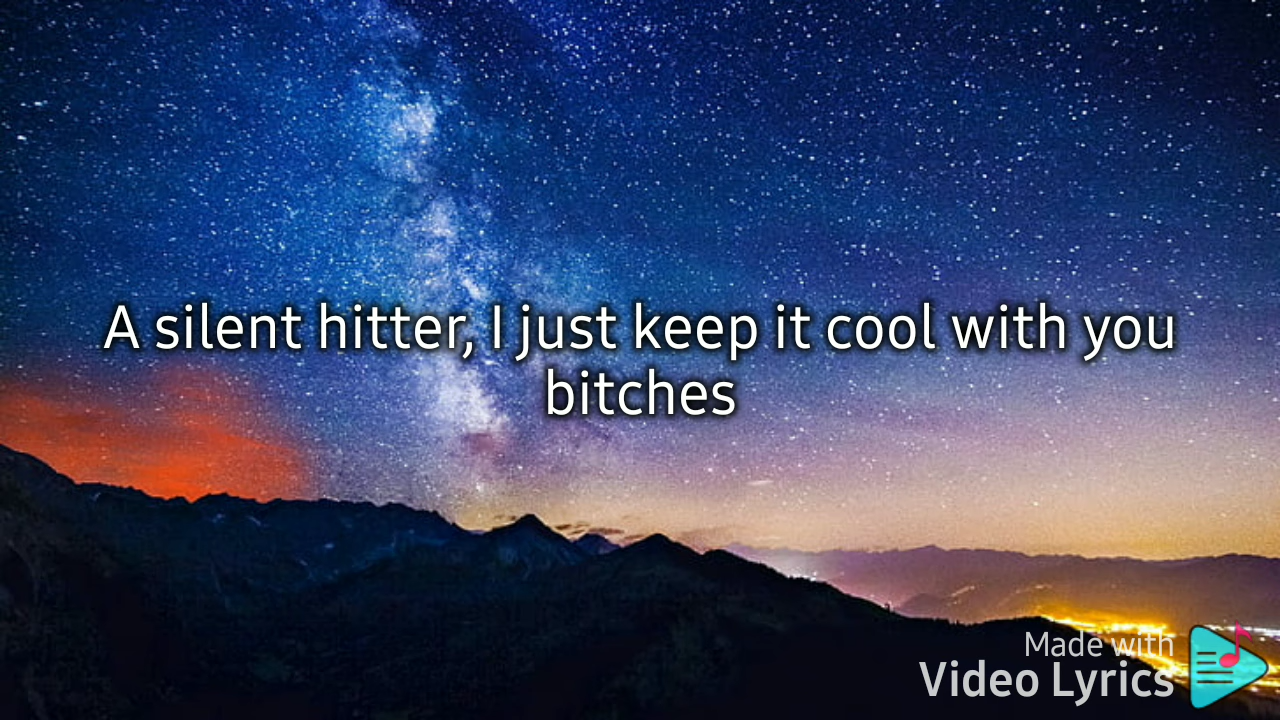 A silent hitter, I just keep it cool with you
bitches
Made with
Video Lyrics